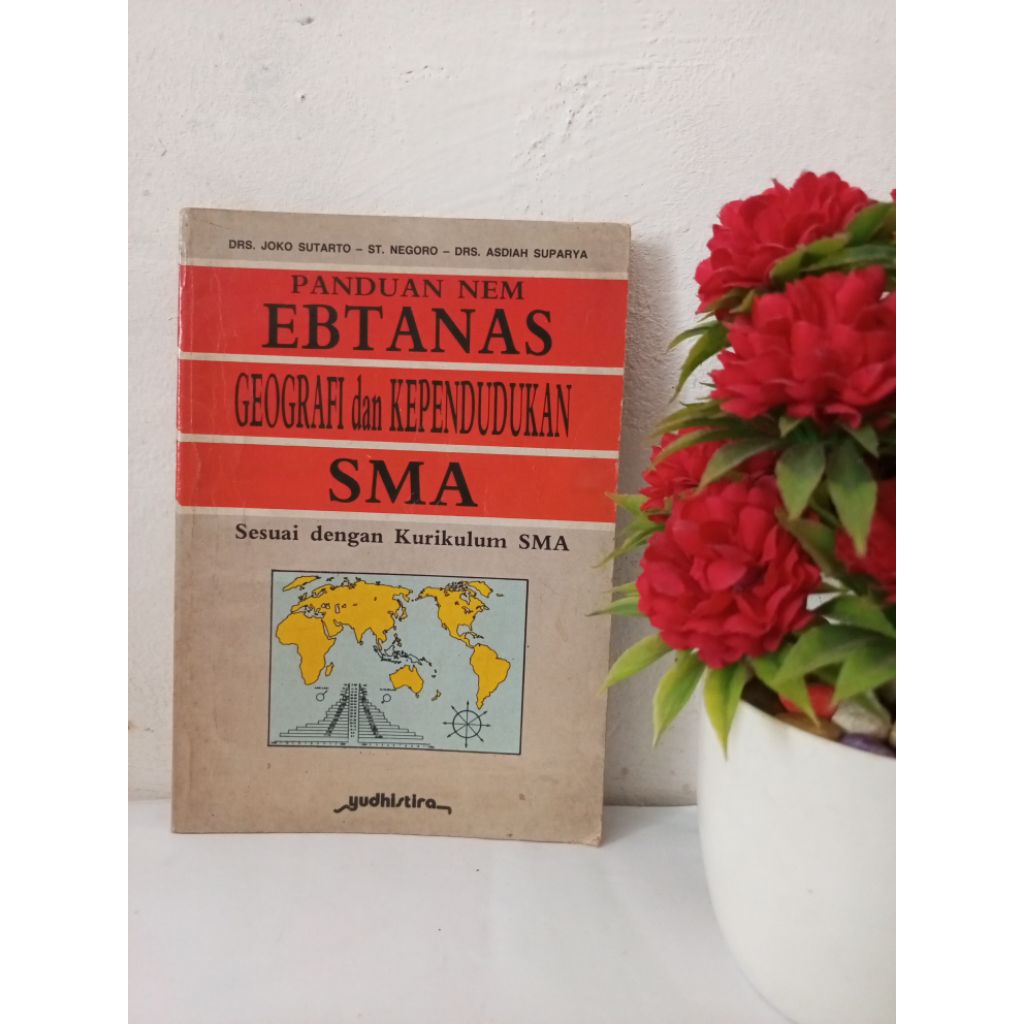 DRS. JOKO SUTARTO – ST. NEGORO – DRS. ASDIAH SUPARYA
PANDUAN NEM
EBTANAS
GEOGRAFI dan KEPENDUDUKAN
SMA
Sesuai dengan Kurikulum SMA
yudhistira